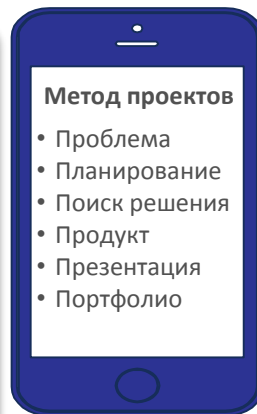 Метод проектов
• Проблема
• Планирование
• Поиск решения
• Продукт
• Презентация
• Портфолио